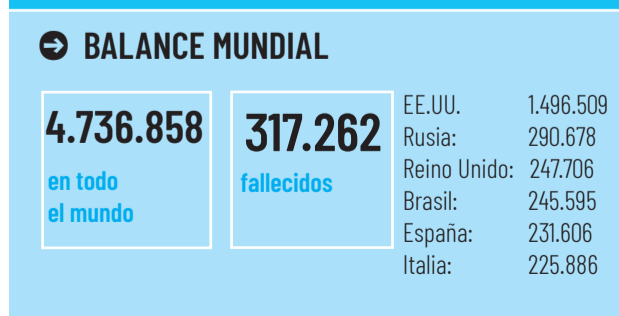 BALANCE MUNDIAL
4.736.858
en todo
el mundo
317.262
fallecidos
EE.UU. 1.496.509
Rusia: 290.678
Reino Unido: 247.706
Brasil: 245.595
España: 231.606
Italia: 225.886